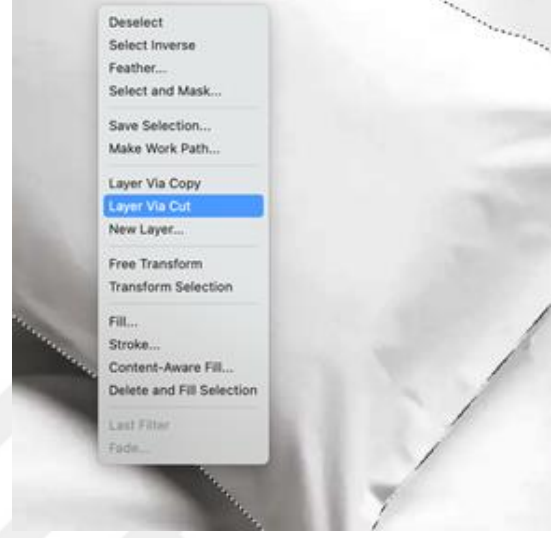 Deselect
Select Inverse
Feather...
Select and Mask...
Save Selection...
Make Work Path...
Layer Via Copy
Layer Via Cut
New Layer...
Free Transform
Transform Selection
Fill...
Stroke...
Content-Aware Fill...
Delete and Fill Selection
Last Filter
Fade...